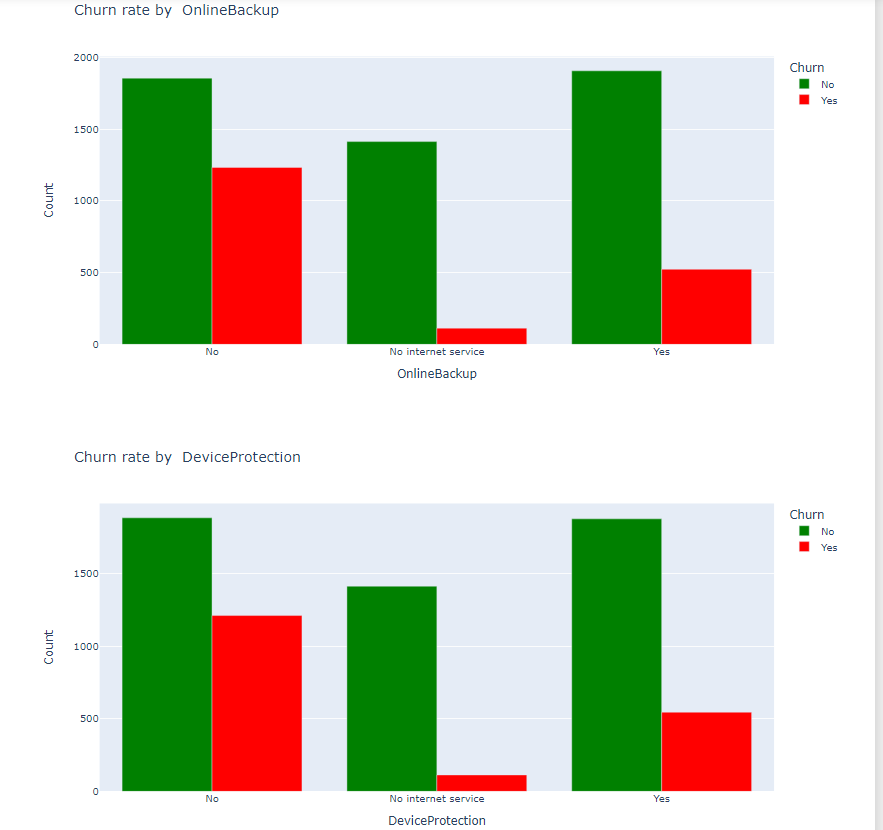 Churn rate by  OnlineBackup
Churn
No
Yes
2000
1500
1000
500
0
Count
No No internet service Yes
OnlineBackup
Churn rate by  DeviceProtection
Churn
No
Yes
1500
1000
500
0
Count
No No internet service Yes
DeviceProtection